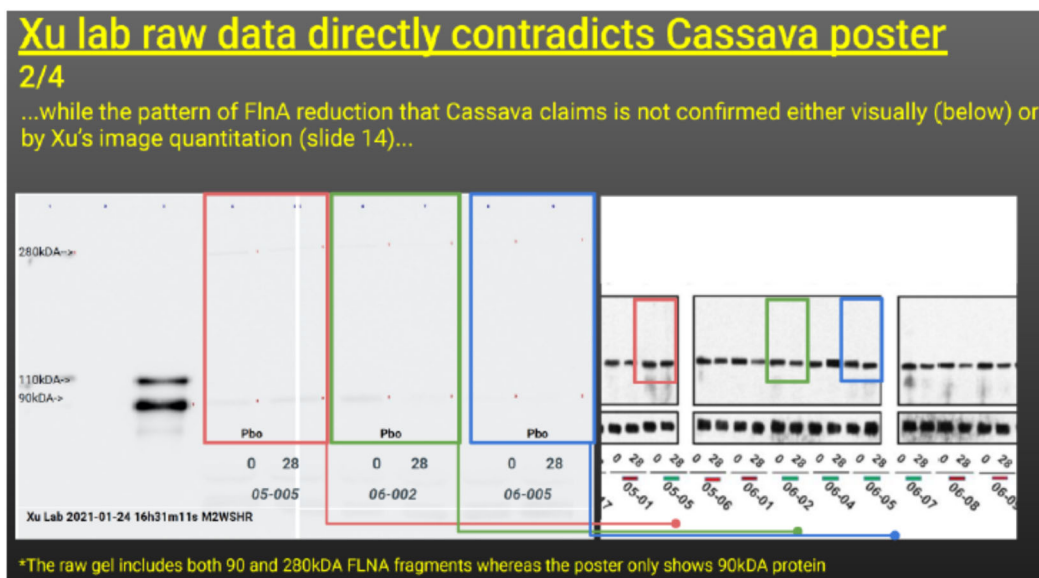 Xu lab raw data directly contradicts Cassava poster
2/4
...while the pattern of FlnA reduction that Cassava claims is not confirmed either visually (below) or
by Xu's image quantitation (slide 14)...
280kDA->
110kDA->
90kDA->
Pbo Pbo Pbo
0 28 0 28 0 28
05-005 06-002 06-005
0 28 0 28 0 28 0 28 0 28 0 28 0 28 0 28 0 28
05-01 05-05 05-06 06-01 06-02 06-04 06-05 06-07 06-08
Xu Lab 2021-01-24 16h31m11s M2WSHR
*The raw gel includes both 90 and 280kDA FLNA fragments whereas the poster only shows 90kDA protein